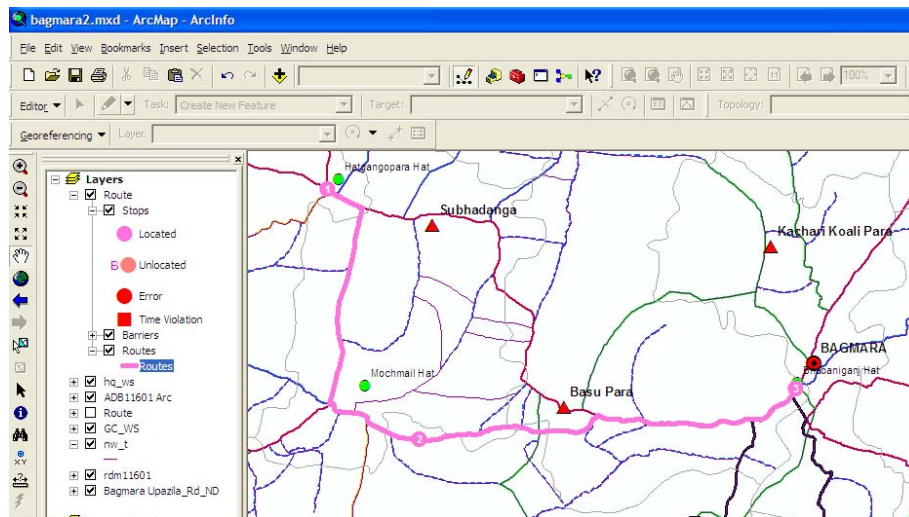 bagmara2.mxd - ArcMap - ArcInfo
File Edit View Bookmarks Insert Selection Tools Window Help
100%
Editor Task: Create New Feature Target: Topology:
Georeferencing Layer:
Layers
Route
Stops
Located
B Unlocated
Error
Time Violation
Barriers
Routes
Routes
hq_ws
ADB11601 Arc
Route
GC_WS
nw_t
rdm11601
Bagmara Upazila_Rd_ND
Hatgangopara Hat
1
Subhadanga
Kachari Koali Para
BAGMARA
Bhabaniganj Hat
Mochmail Hat
3
Basu Para
2